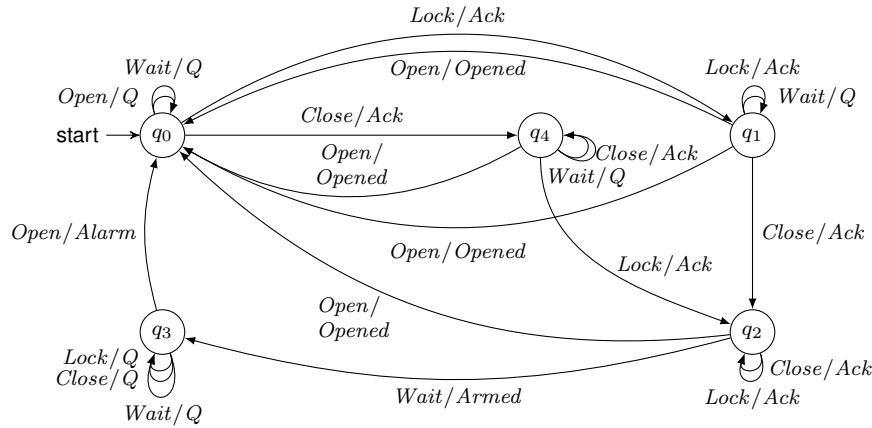 Lock/Ack
Open/Opened
Wait/Q
Open/Q
Lock/Ack
Wait/Q
start
q0
Close/Ack
q4
q1
Open/
Opened
Close/Ack
Wait/Q
Open/Alarm
Open/Opened
Close/Ack
Lock/Ack
Open/
Opened
q3
q2
Lock/Q
Close/Q
Wait/Q
Wait/Armed
Close/Ack
Lock/Ack